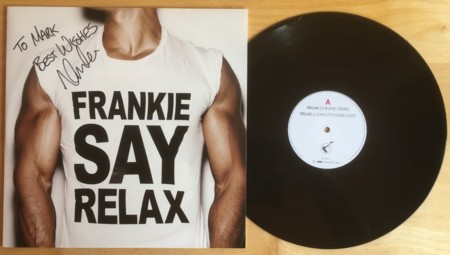 TO MARK
BEST WISHES
FRANKIE
SAY
RELAX
A
RELAX
RELAX